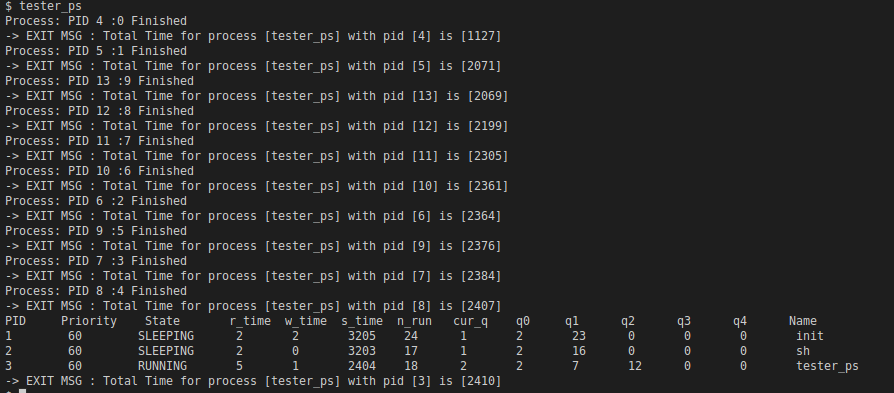 $ tester_ps
Process: PID 4 :0 Finished
-> EXIT MSG : Total Time for process [tester_ps] with pid [4] is [1127]
Process: PID 5 :1 Finished
-> EXIT MSG : Total Time for process [tester_ps] with pid [5] is [2071]
Process: PID 13 :9 Finished
-> EXIT MSG : Total Time for process [tester_ps] with pid [13] is [2069]
Process: PID 12 :8 Finished
-> EXIT MSG : Total Time for process [tester_ps] with pid [12] is [2199]
Process: PID 11 :7 Finished
-> EXIT MSG : Total Time for process [tester_ps] with pid [11] is [2305]
Process: PID 10 :6 Finished
-> EXIT MSG : Total Time for process [tester_ps] with pid [10] is [2361]
Process: PID 6 :2 Finished
-> EXIT MSG : Total Time for process [tester_ps] with pid [6] is [2364]
Process: PID 9 :5 Finished
-> EXIT MSG : Total Time for process [tester_ps] with pid [9] is [2376]
Process: PID 7 :3 Finished
-> EXIT MSG : Total Time for process [tester_ps] with pid [7] is [2384]
Process: PID 8 :4 Finished
-> EXIT MSG : Total Time for process [tester_ps] with pid [8] is [2407]
PID Priority State r_time w_time s_time n_run cur_q q0 q1 q2 q3 q4 Name
1 60 SLEEPING 2 2 3205 24 1 2 23 0 0 0 init
2 60 SLEEPING 2 0 3203 17 1 2 16 0 0 0 sh
3 60 RUNNING 5 1 2404 18 2 2 7 12 0 0 tester_ps
-> EXIT MSG : Total Time for process [tester_ps] with pid [3] is [2410]